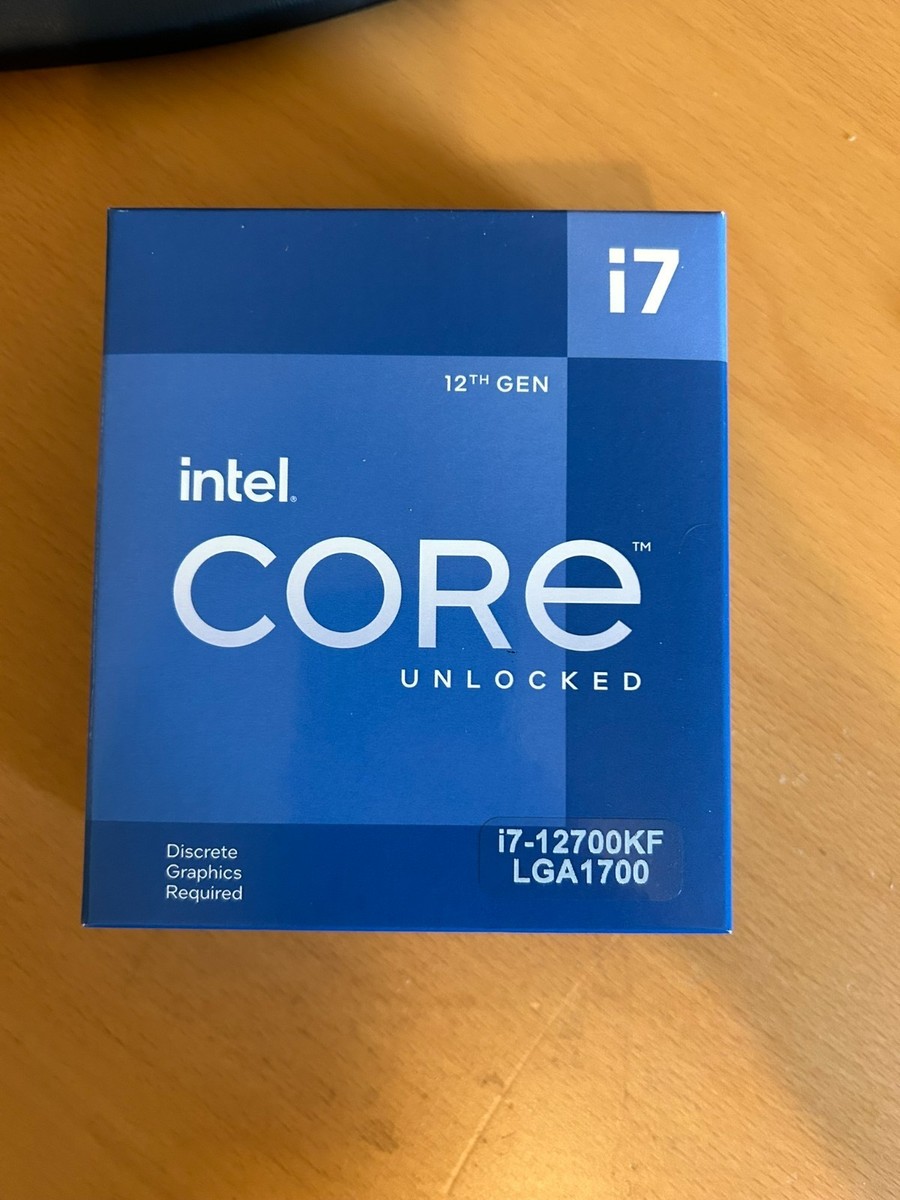 i7
12TH GEN
intel®
CORe™
UNLOCKED
Discrete
Graphics
Required
i7-12700KF
LGA1700